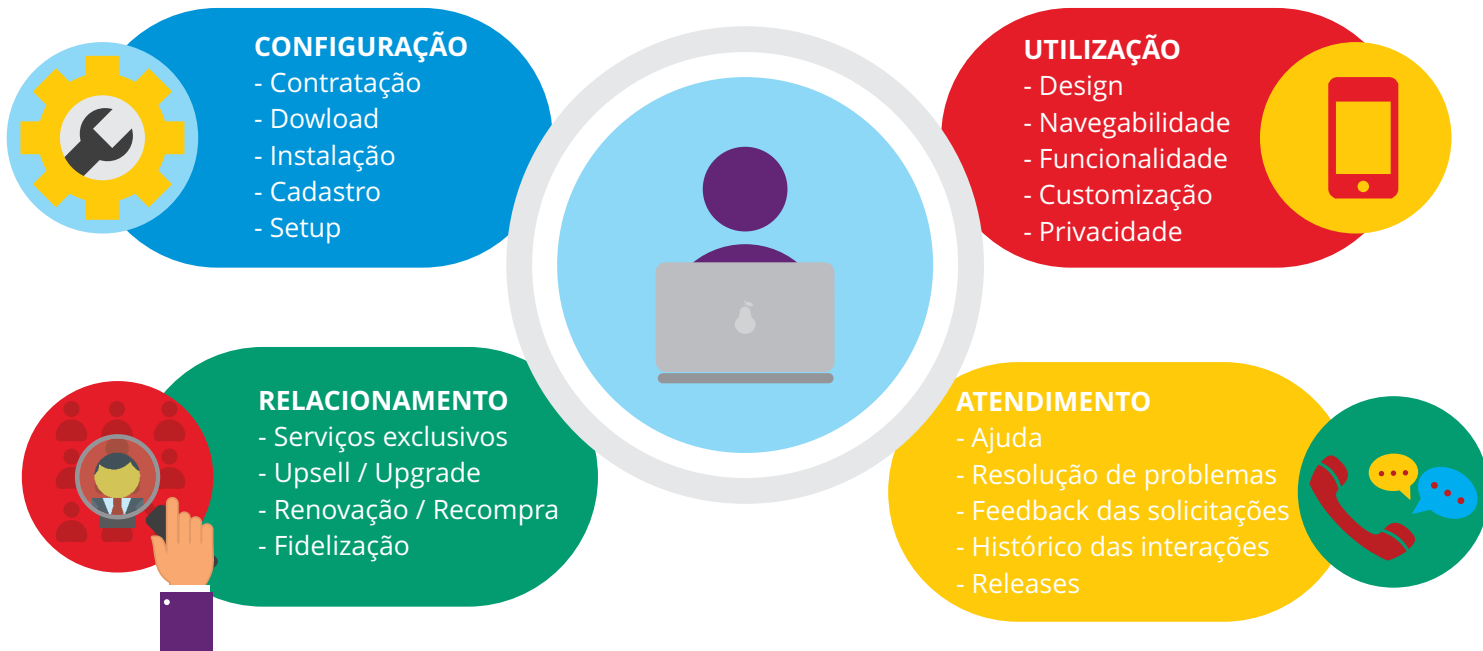 CONFIGURAÇÃO
- Contratação
- Dowload
- Instalação
- Cadastro
- Setup
UTILIZAÇÃO
- Design
- Navegabilidade
- Funcionalidade
- Customização
- Privacidade
RELACIONAMENTO
- Serviços exclusivos
- Upsell / Upgrade
- Renovação / Recompra
- Fidelização
ATENDIMENTO
- Ajuda
- Resolução de problemas
- Feedback das solicitações
- Histórico das interações
- Releases